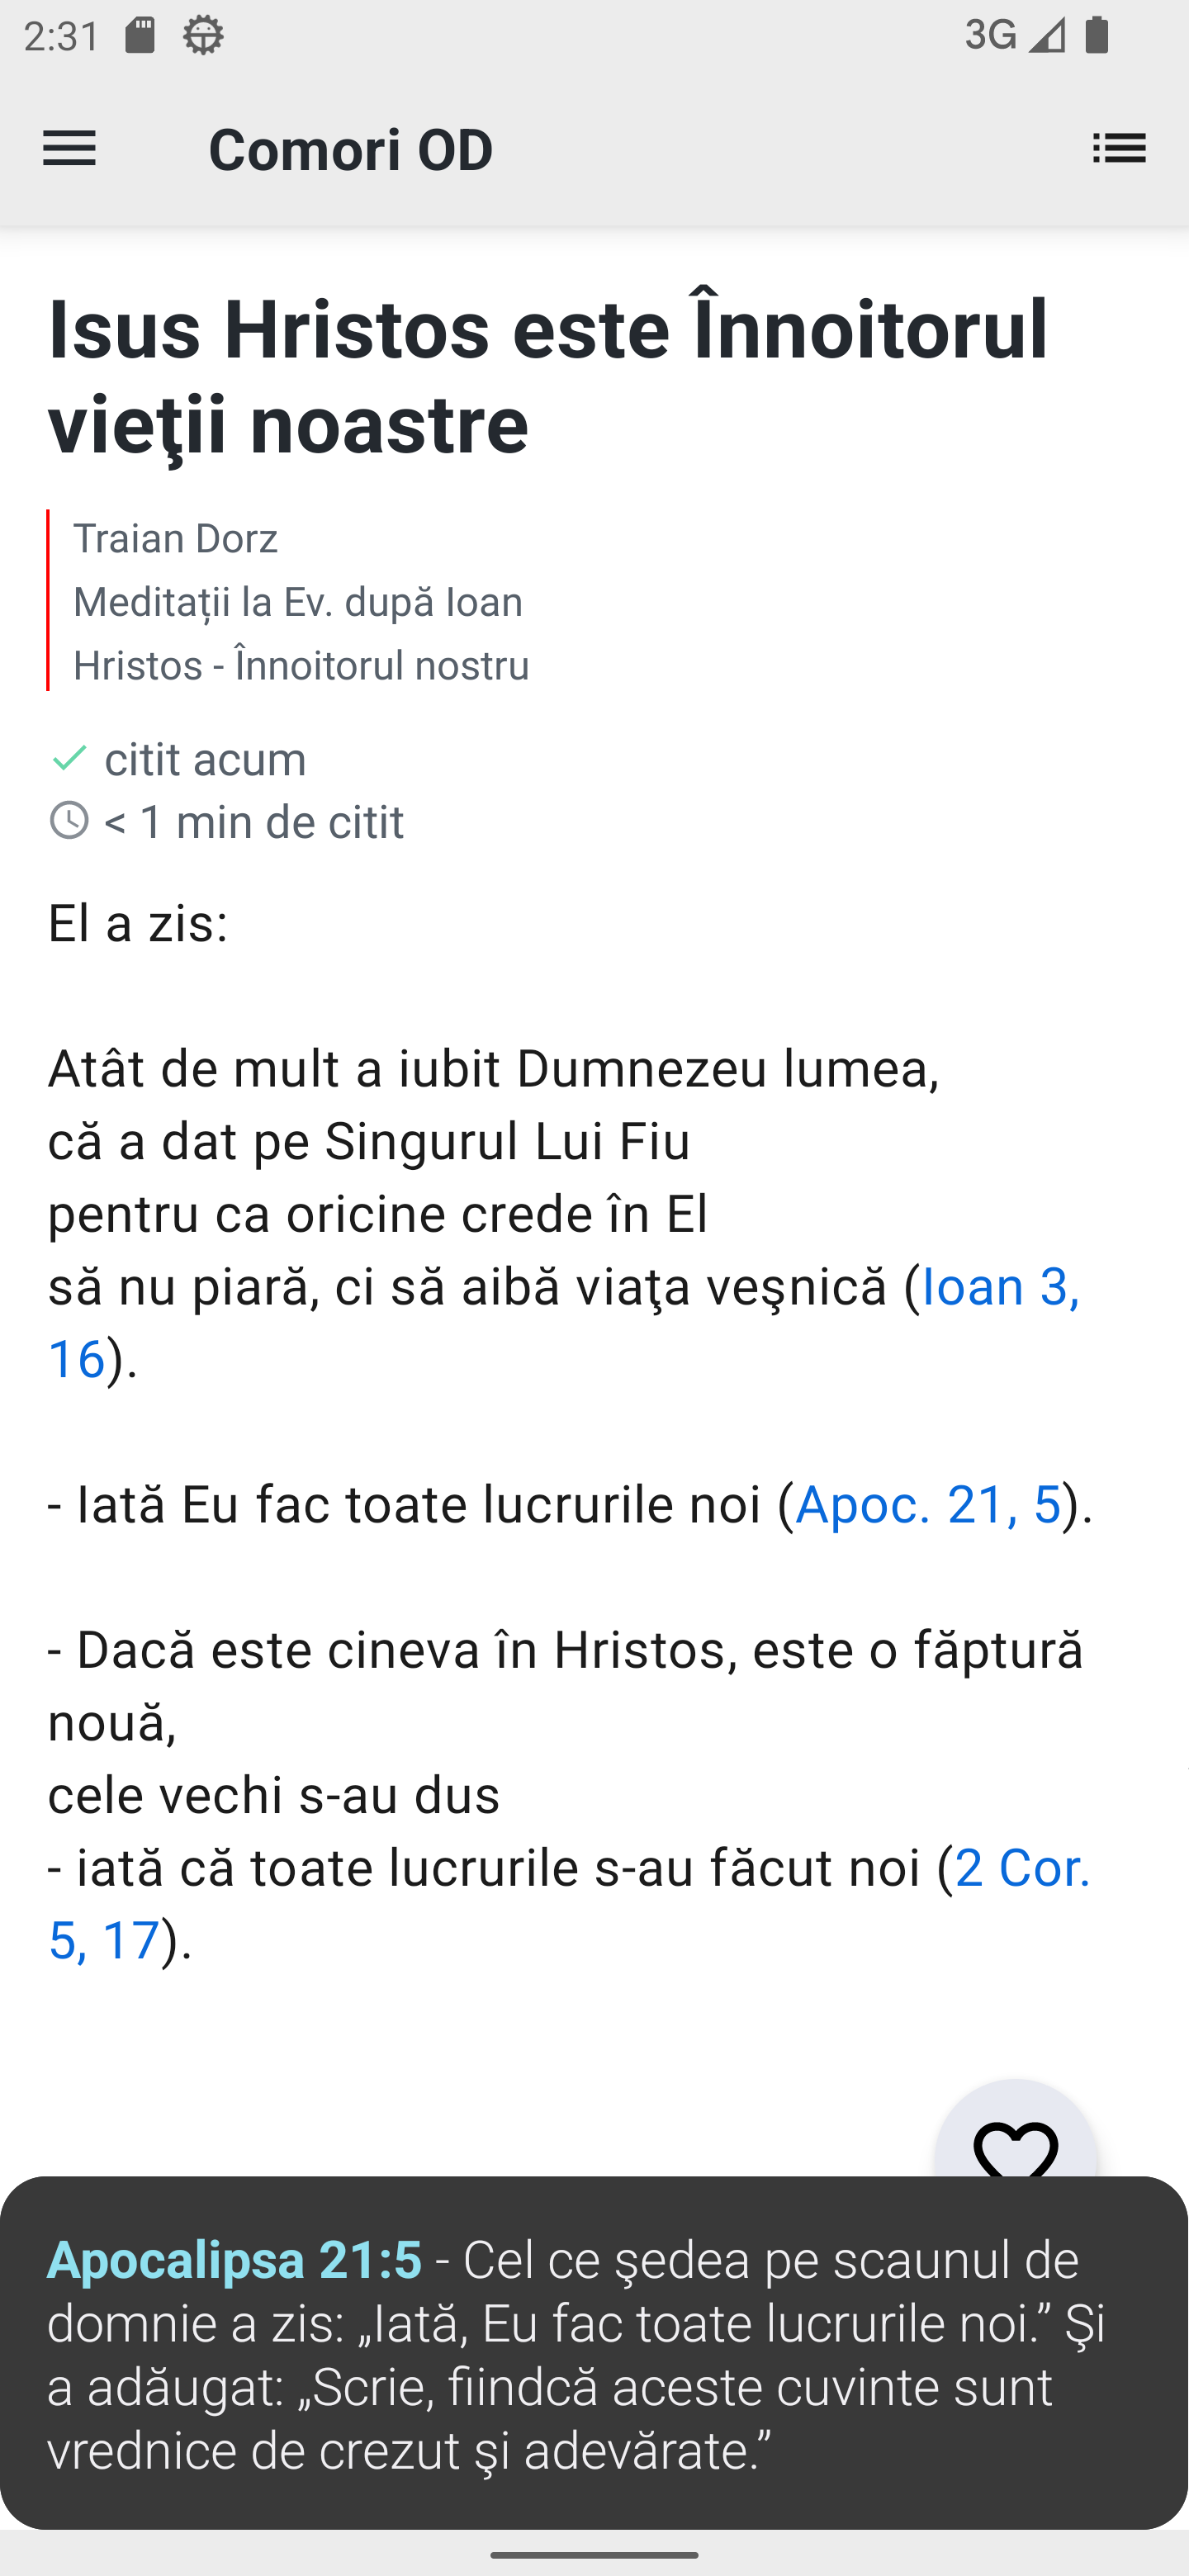 2:31
3G
Comori OD
Isus Hristos este Înnoitorul
vieţii noastre
Traian Dorz
Meditații la Ev. după Ioan
Hristos - Înnoitorul nostru
citit acum
< 1 min de citit
El a zis:
Atât de mult a iubit Dumnezeu lumea,
că a dat pe Singurul Lui Fiu
pentru ca oricine crede în El
să nu piară, ci să aibă viaţa veşnică (Ioan 3,
16).
- Iată Eu fac toate lucrurile noi (Apoc. 21, 5).
- Dacă este cineva în Hristos, este o făptură
nouă,
cele vechi s-au dus
- iată că toate lucrurile s-au făcut noi (2 Cor.
5, 17).
Apocalipsa 21:5 - Cel ce şedea pe scaunul de
domnie a zis: „Iată, Eu fac toate lucrurile noi.” Şi
a adăugat: „Scrie, fiindcă aceste cuvinte sunt
vrednice de crezut şi adevărate.”